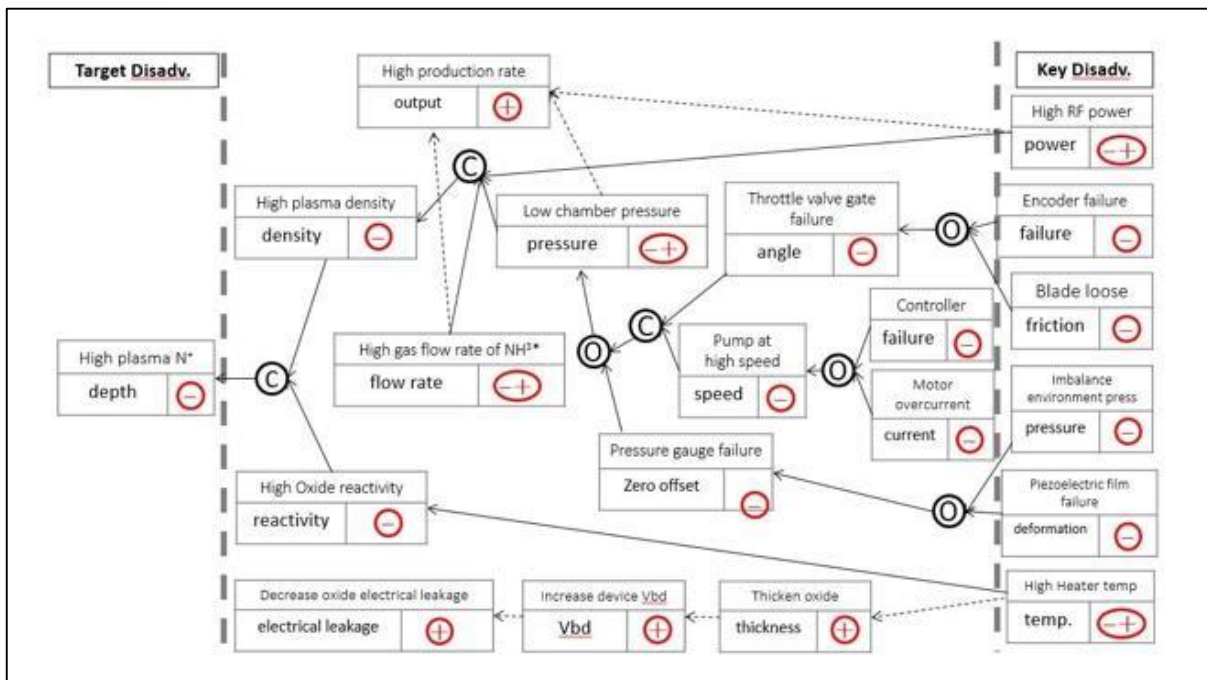 Target Disadv.
Key Disadv.
High production rate
output
+
High RF power
power
-+
C
High plasma density
density
-
Low chamber pressure
pressure
-+
Throttle valve gate
failure
angle
-
O
Encoder failure
failure
-
Blade loose
friction
-
Controller
failure
-
C
O
Pump at
high speed
speed
-
O
Motor
overcurrent
current
-
Imbalance
environment press
pressure
-
High plasma N⁺
depth
-
C
High gas flow rate of NH³*
flow rate
-+
Pressure gauge failure
Zero offset
-
O
Piezoelectric film
failure
deformation
-
High Oxide reactivity
reactivity
-
Decrease oxide electrical leakage
electrical leakage
+
Increase device Vbd
Vbd
+
Thicken oxide
thickness
+
High Heater temp
temp.
-+